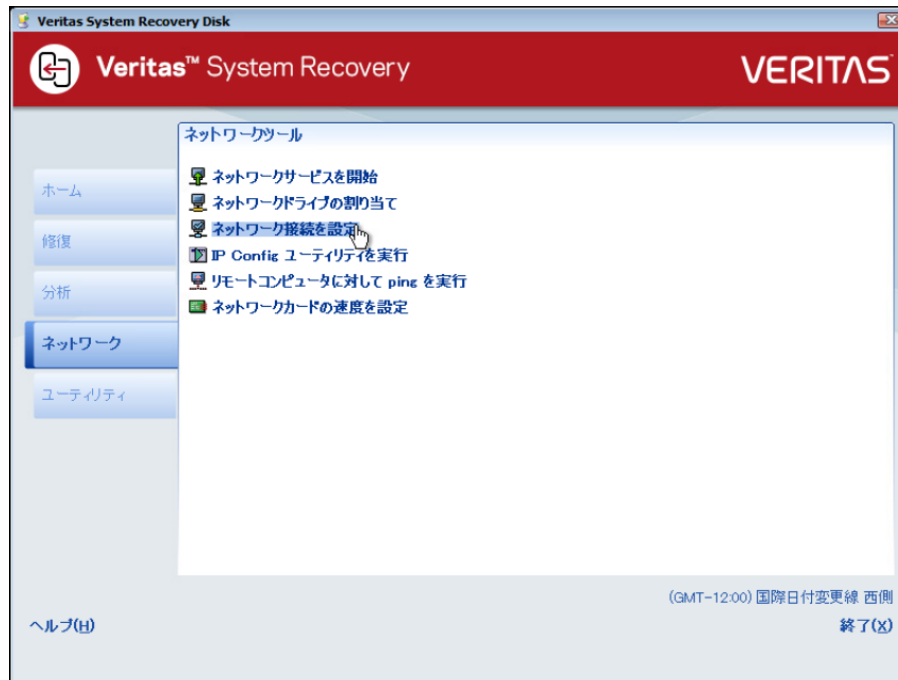 Veritas System Recovery Disk
Veritas™ System Recovery
VERITAS
ネットワークツール
ネットワークサービスを開始
ネットワークドライブの割り当て
ネットワーク接続を設定
IP Config ユーティリティを実行
リモートコンピュータに対して ping を実行
ネットワークカードの速度を設定
ホーム
修復
分析
ネットワーク
ユーティリティ
(GMT-12:00) 国際日付変更線 西側
ヘルプ(H)
終了(X)